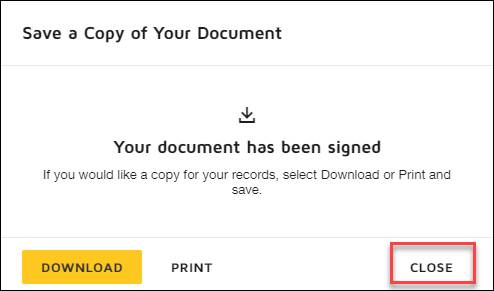 Save a Copy of Your Document
Your document has been signed
If you would like a copy for your records, select Download or Print and
save.
DOWNLOAD PRINT CLOSE